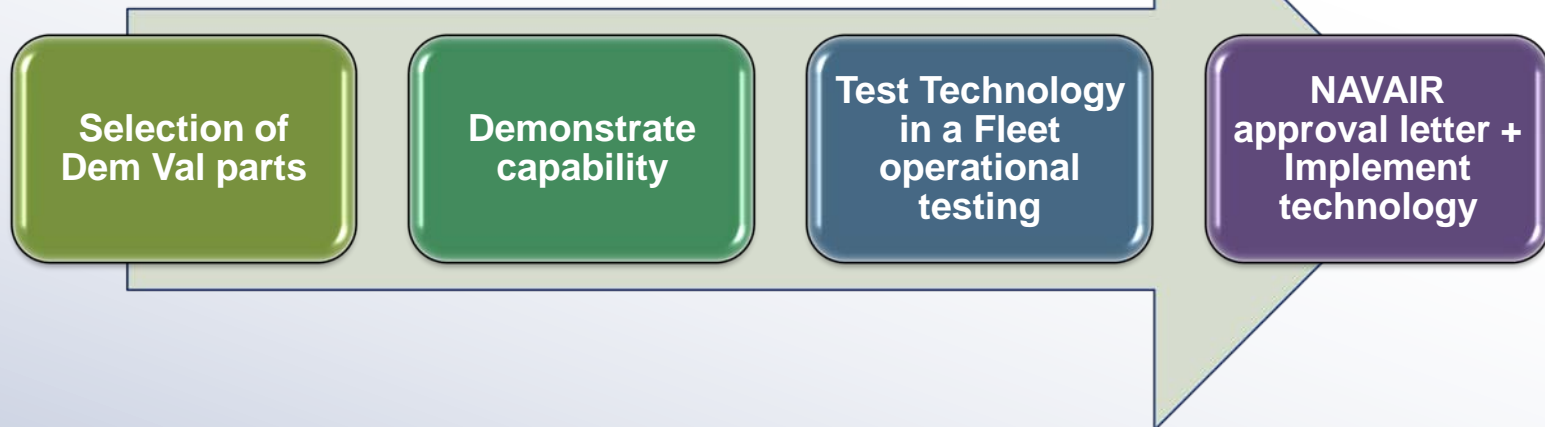 Selection of
Dem Val parts
Demonstrate
capability
Test Technology
in a Fleet
operational
testing
NAVAIR
approval letter +
Implement
technology